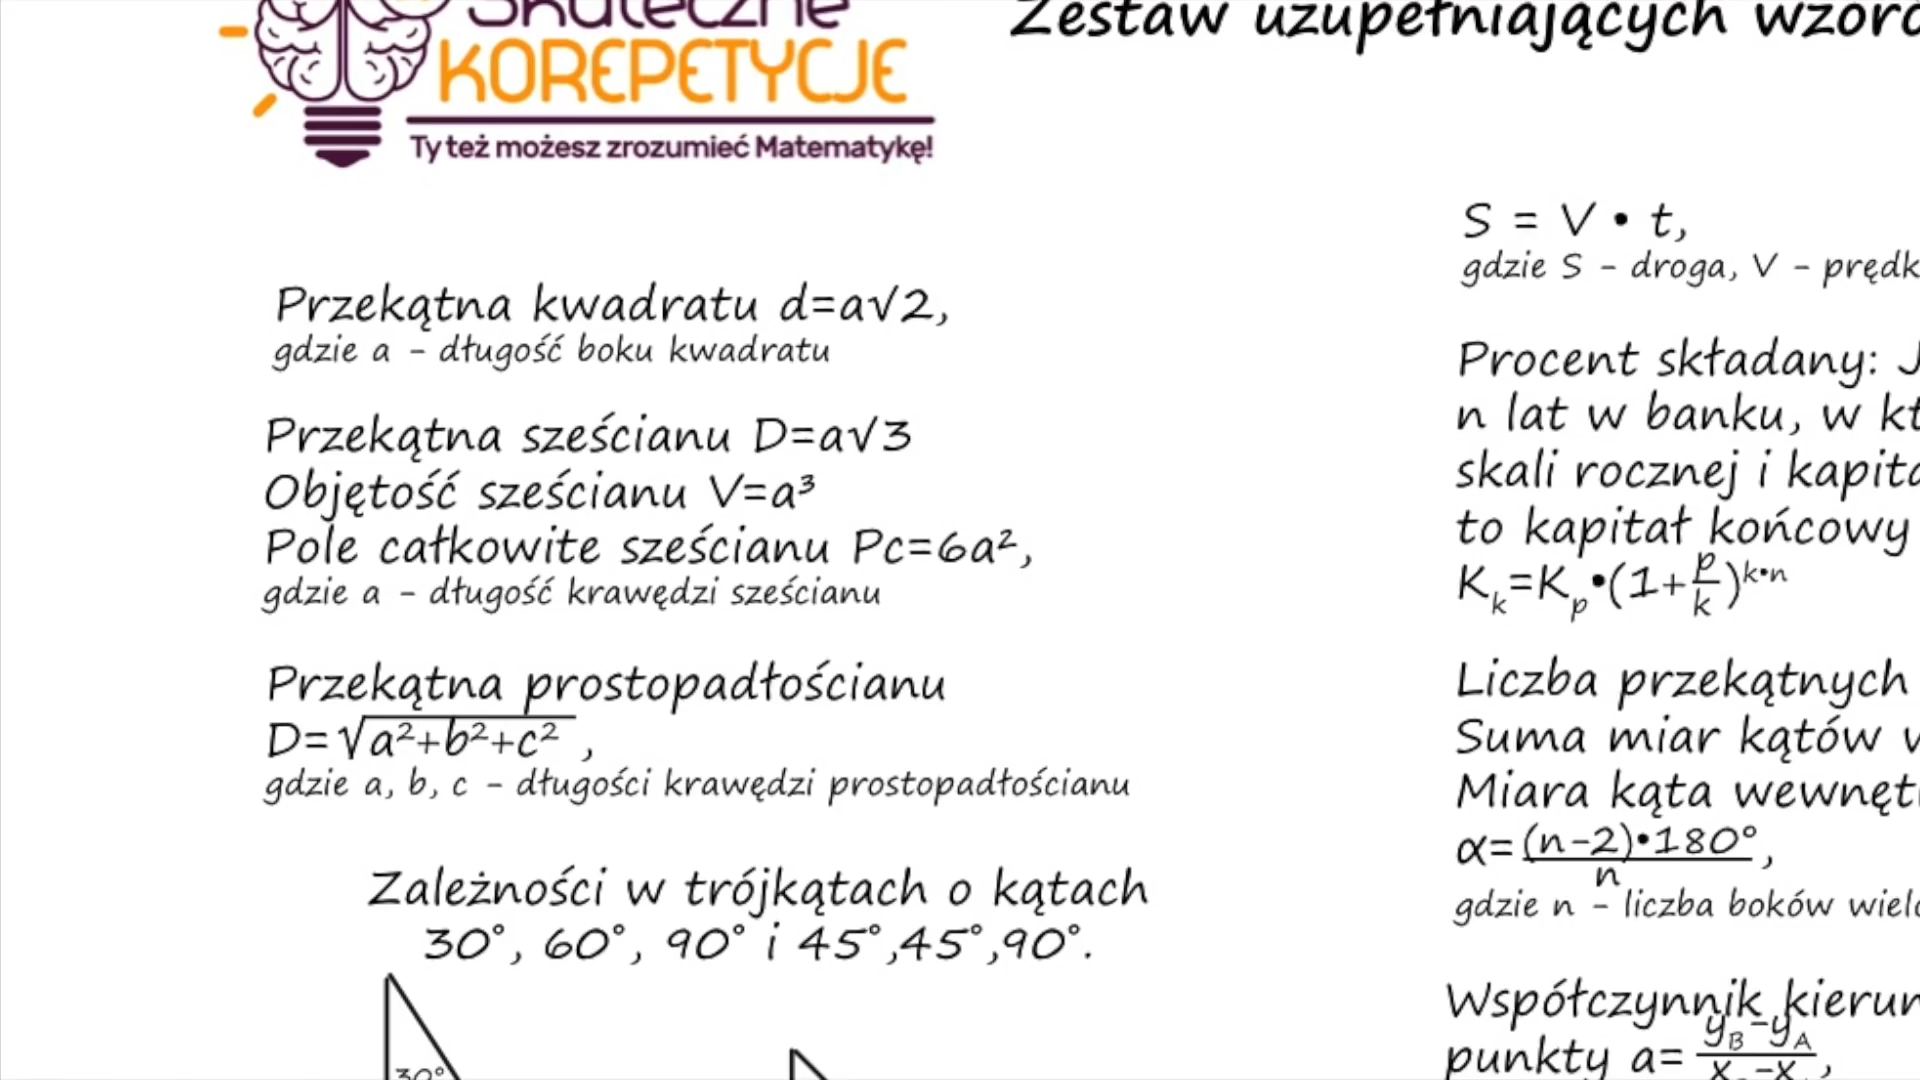 Skuteczne
KOREPETYCJE
Ty też możesz zrozumieć Matematykę!
Zestaw uzupełniających
Przekątna kwadratu d=a√2,
gdzie a - długość boku kwadratu
Przekątna sześcianu D=a√3
Objętość sześcianu V=a³
Pole całkowite sześcianu Pc=6a²,
gdzie a - długość krawędzi sześcianu
Przekątna prostopadłościanu
D=√a²+b²+c² ,
gdzie a, b, c - długości krawędzi prostopadłościanu
Zależności w trójkątach o kątach
30°, 60°, 90° i 45°,45°,90°.
30°
S = V • t,
gdzie S - droga, V -
Procent składany:
n lat w banku, w
skali rocznej i
to kapitał końcowy
Kₖ=Kₚ•(1+p/k)^k•n
Liczba przekątnych
Suma miar kątów
Miara kąta
α=(n-2)•180°/n,
gdzie n - liczba boków
Współczynnik
punkty a= y_B-y_A